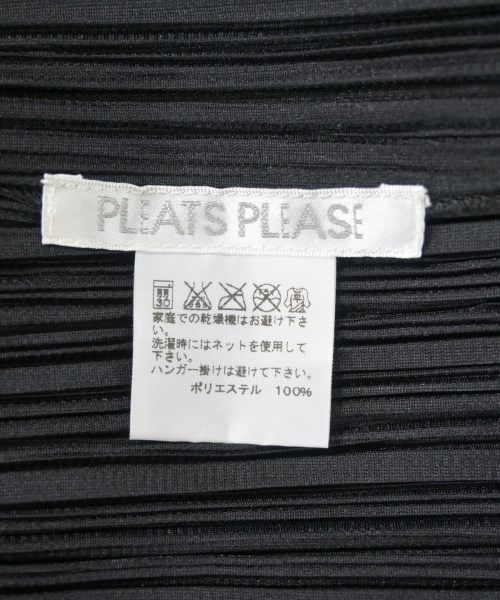 PLEATS PLEASE
30
家庭での乾燥機はお避け下さ
い。
洗濯時にはネットを使用して
下さい。
ハンガー掛けは避けて下さい。
ポリエステル 100%